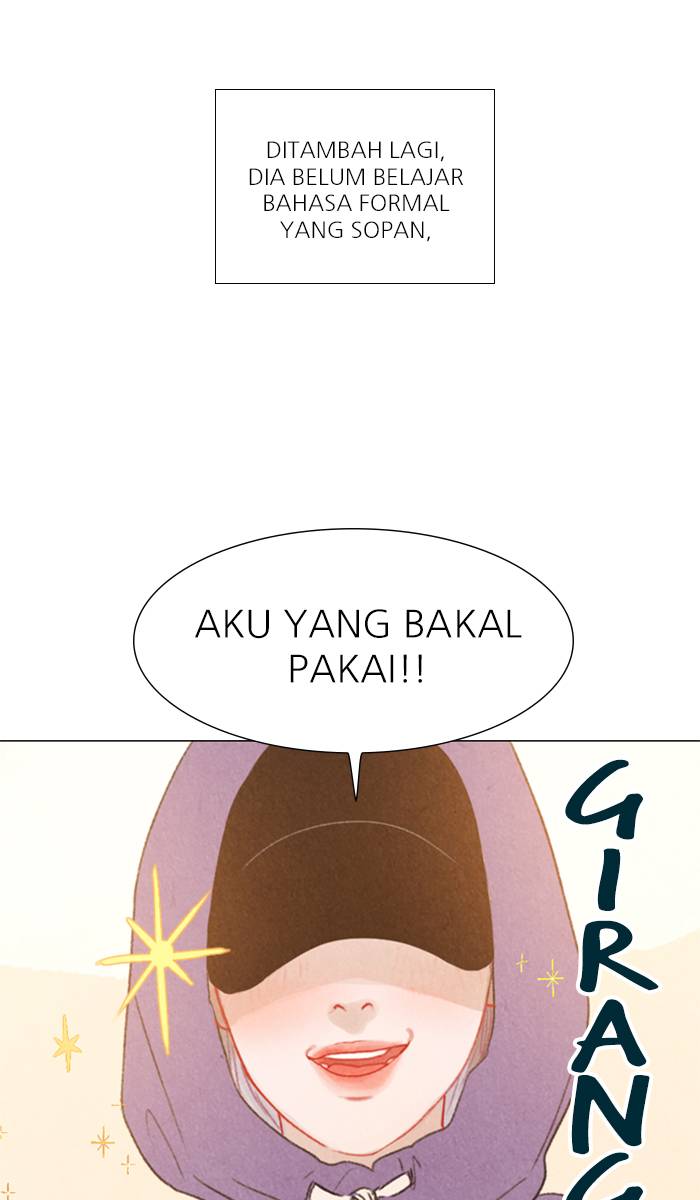 DITAMBAH LAGI,
DIA BELUM BELAJAR
BAHASA FORMAL
YANG SOPAN,
AKU YANG BAKAL
PAKAI!!
GIRANG